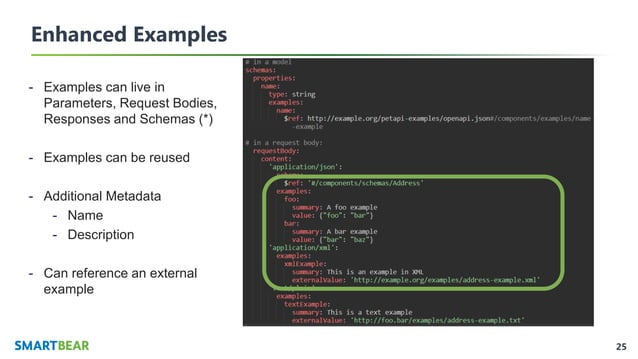 Enhanced Examples
- Examples can live in
Parameters, Request Bodies,
Responses and Schemas (*)
- Examples can be reused
- Additional Metadata
- Name
- Description
- Can reference an external
example
# in a model
schemas:
properties:
name:
type: string
examples:
name:
$ref: http://example.org/petapi-examples/openapi.json#/components/examples/name
-example
# in a request body:
requestBody:
content:
'application/json':
$ref: '#/components/schemas/Address'
examples:
foo:
summary: A foo example
value: {"foo": "bar"}
bar:
summary: A bar example
value: {"bar": "baz"}
'application/xml':
examples:
xmlExample:
summary: This is an example in XML
externalValue: 'http://example.org/examples/address-example.xml'
examples:
textExample:
summary: This is a text example
externalValue: 'http://foo.bar/examples/address-example.txt'
SMARTBEAR
25